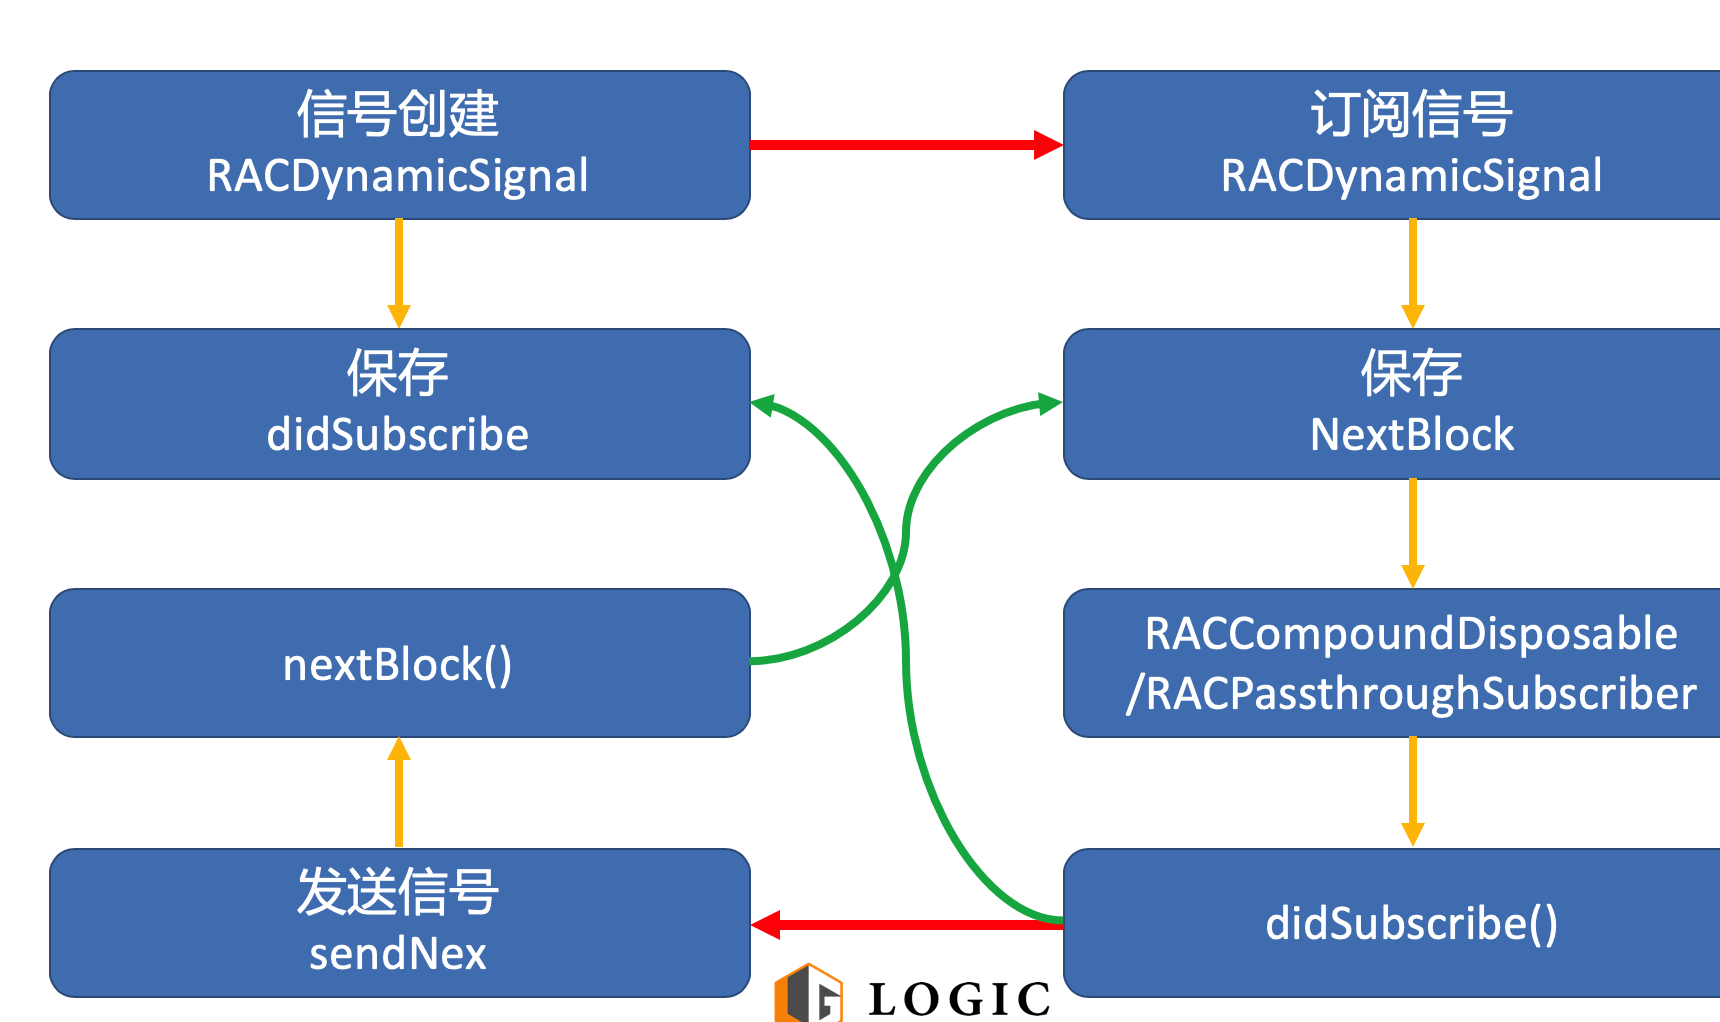 信号创建
RACDynamicSignal
订阅信号
RACDynamicSignal
保存
didSubscribe
保存
NextBlock
nextBlock()
RACCompoundDisposable
/RACPassthroughSubscriber
发送信号
sendNex
didSubscribe()
LOGIC